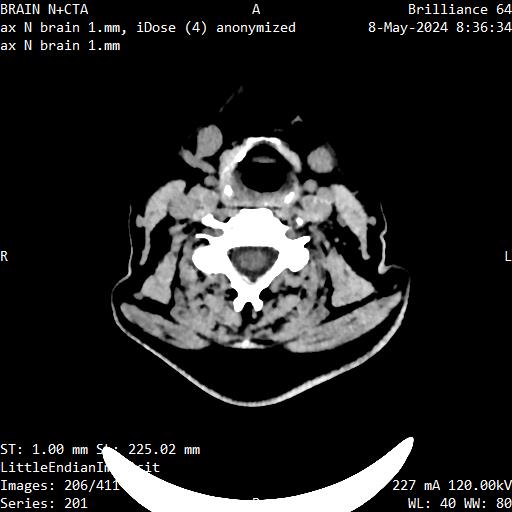 BRAIN N+CTA
A
Brilliance 64
ax N brain 1.mm, iDose (4) anonymized
8-May-2024 8:36:34
ax N brain 1.mm
R
L
ST: 1.00 mm SL: 225.02 mm
LittleEndianImplicit
Images: 206/411
227 mA 120.00kV
Series: 201
WL: 40 WW: 80